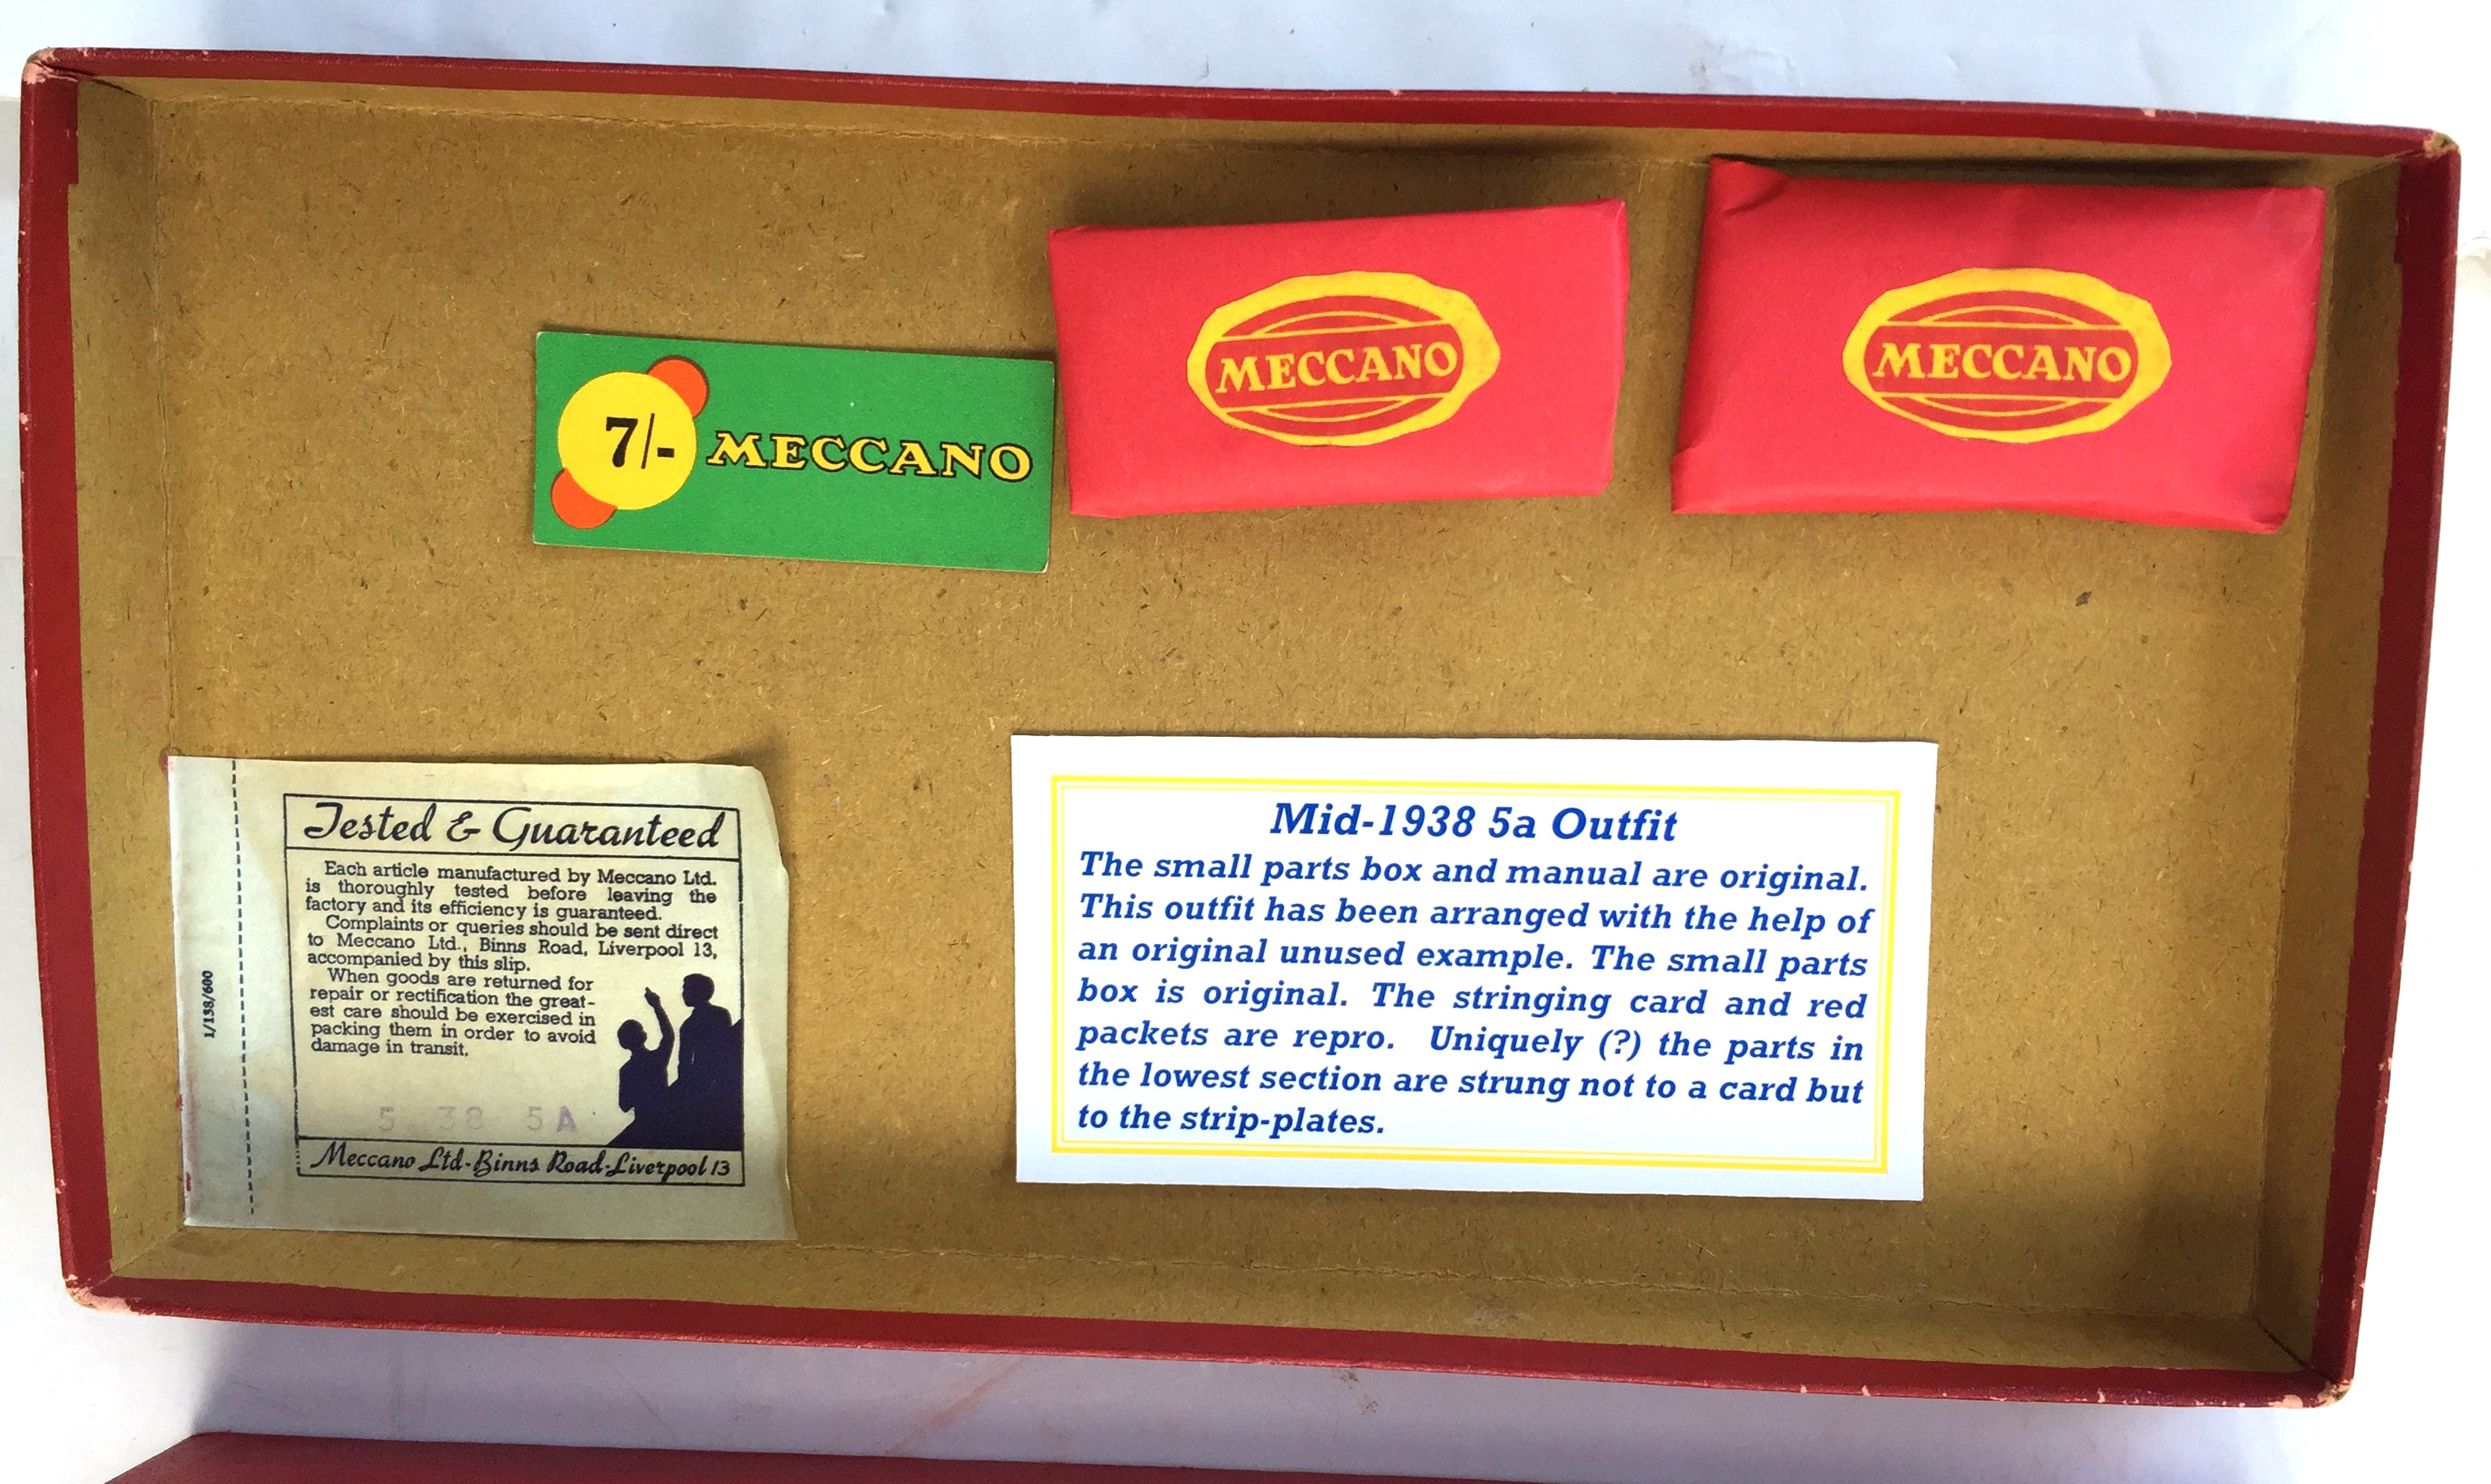 7/- MECCANO
MECCANO
MECCANO
Tested & Guaranteed
Each article manufactured by Meccano Ltd.
is thoroughly tested before leaving the
factory and its efficiency is guaranteed.
Complaints or queries should be sent direct
to Meccano Ltd., Binns Road, Liverpool 13,
accompanied by this slip.
When goods are returned for
repair or rectification the great-
est care should be exercised in
packing them in order to avoid
damage in transit.
5 38 5A
Meccano Ltd-Binns Road-Liverpool 13
1/138/600
Mid-1938 5a Outfit
The small parts box and manual are original.
This outfit has been arranged with the help of
an original unused example. The small parts
box is original. The stringing card and red
packets are repro. Uniquely (?) the parts in
the lowest section are strung not to a card but
to the strip-plates.